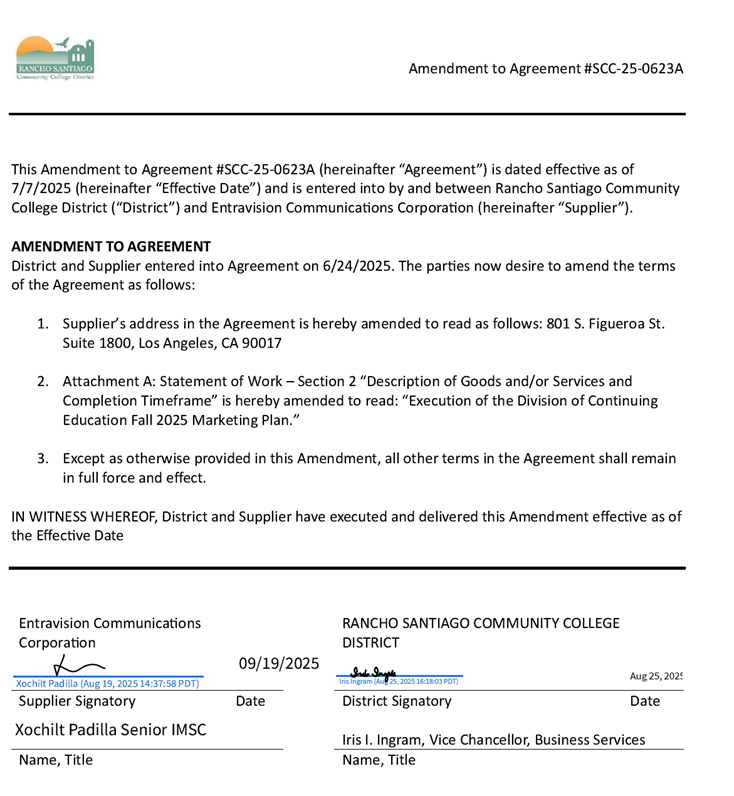 RANCHO SANTIAGO
Community College District
Amendment to Agreement #SCC-25-0623A
This Amendment to Agreement #SCC-25-0623A (hereinafter “Agreement”) is dated effective as of
7/7/2025 (hereinafter “Effective Date”) and is entered into by and between Rancho Santiago Community
College District (“District”) and Entravision Communications Corporation (hereinafter “Supplier”).
AMENDMENT TO AGREEMENT
District and Supplier entered into Agreement on 6/24/2025. The parties now desire to amend the terms
of the Agreement as follows:
1. Supplier’s address in the Agreement is hereby amended to read as follows: 801 S. Figueroa St.
Suite 1800, Los Angeles, CA 90017
2. Attachment A: Statement of Work – Section 2 “Description of Goods and/or Services and
Completion Timeframe” is hereby amended to read: “Execution of the Division of Continuing
Education Fall 2025 Marketing Plan.”
3. Except as otherwise provided in this Amendment, all other terms in the Agreement shall remain
in full force and effect.
IN WITNESS WHEREOF, District and Supplier have executed and delivered this Amendment effective as of
the Effective Date
Entravision Communications
Corporation
09/19/2025
Xochilt Padilla (Aug 19, 2025 14:37:58 PDT)
Supplier Signatory Date
Xochilt Padilla Senior IMSC
Name, Title
RANCHO SANTIAGO COMMUNITY COLLEGE
DISTRICT
Iris Ingram
Iris Ingram (Aug 25, 2025 16:18:03 PDT)
Aug 25, 2025
District Signatory Date
Iris I. Ingram, Vice Chancellor, Business Services
Name, Title